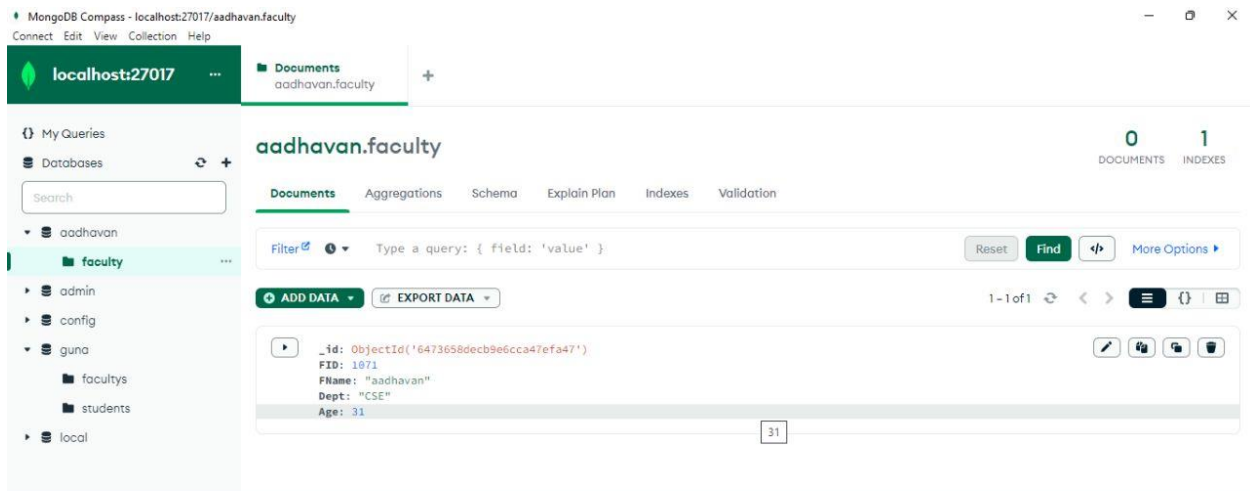 MongoDB Compass - localhost:27017/aadhavan.faculty
Connect Edit View Collection Help
localhost:27017 ...
Documents
aadhavan.faculty
+
{} My Queries
Databases
Search
aadhavan
faculty ...
admin
config
guna
facultys
students
local
aadhavan.faculty
0
DOCUMENTS
1
INDEXES
Documents Aggregations Schema Explain Plan Indexes Validation
Filter Type a query: { field: 'value' } Reset Find </> More Options
ADD DATA EXPORT DATA 1-1 of 1 {}
_id: ObjectId('6473658decb9e6cca47efa47')
FID: 1071
FName: "aadhavan"
Dept: "CSE"
Age: 31
31